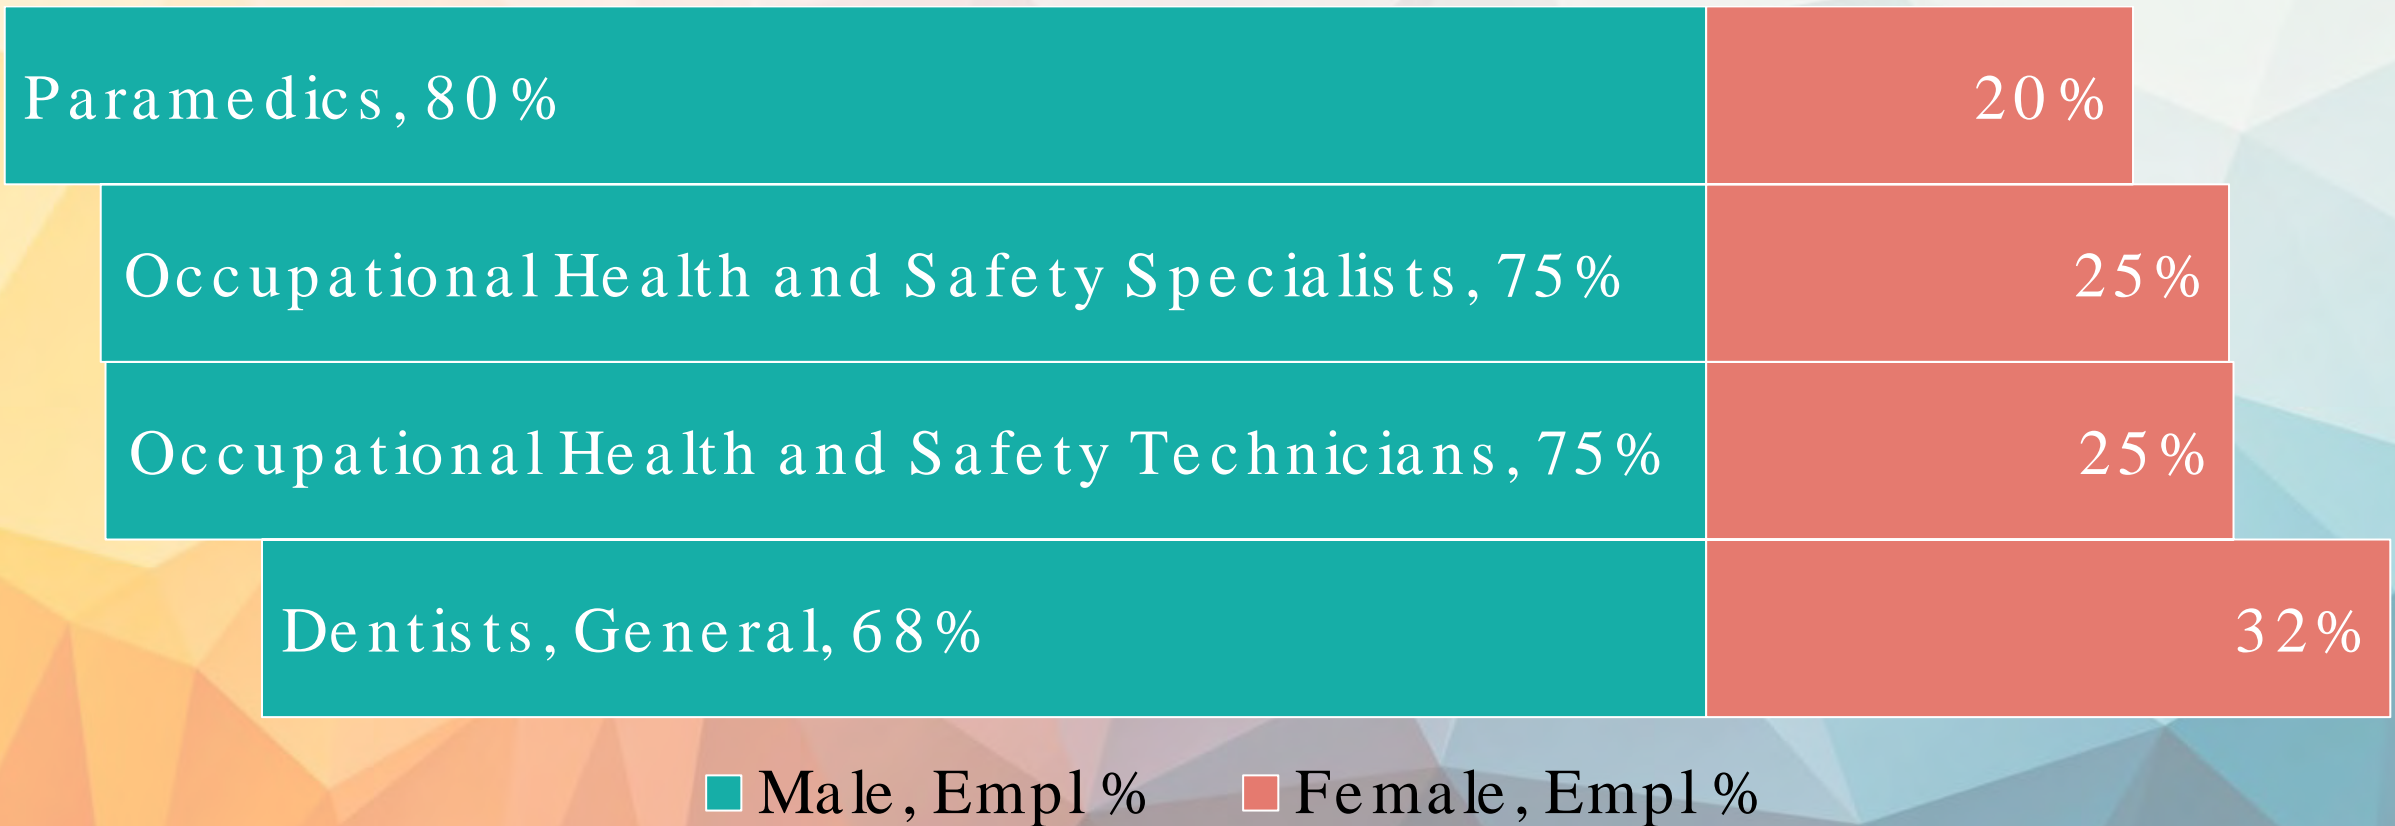 Paramedics, 80%
20%
Occupational Health and Safety Specialists, 75%
25%
Occupational Health and Safety Technicians, 75%
25%
Dentists, General, 68%
32%
Male, Empl %
Female, Empl %